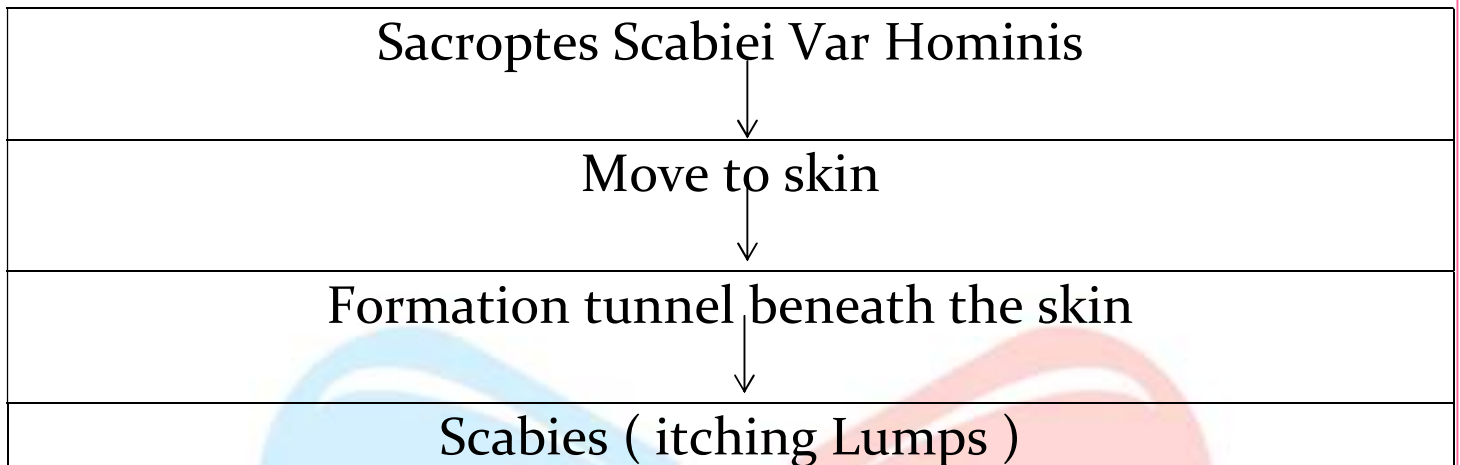 Sacroptes Scabiei Var Hominis
Move to skin
Formation tunnel beneath the skin
Scabies ( itching Lumps )